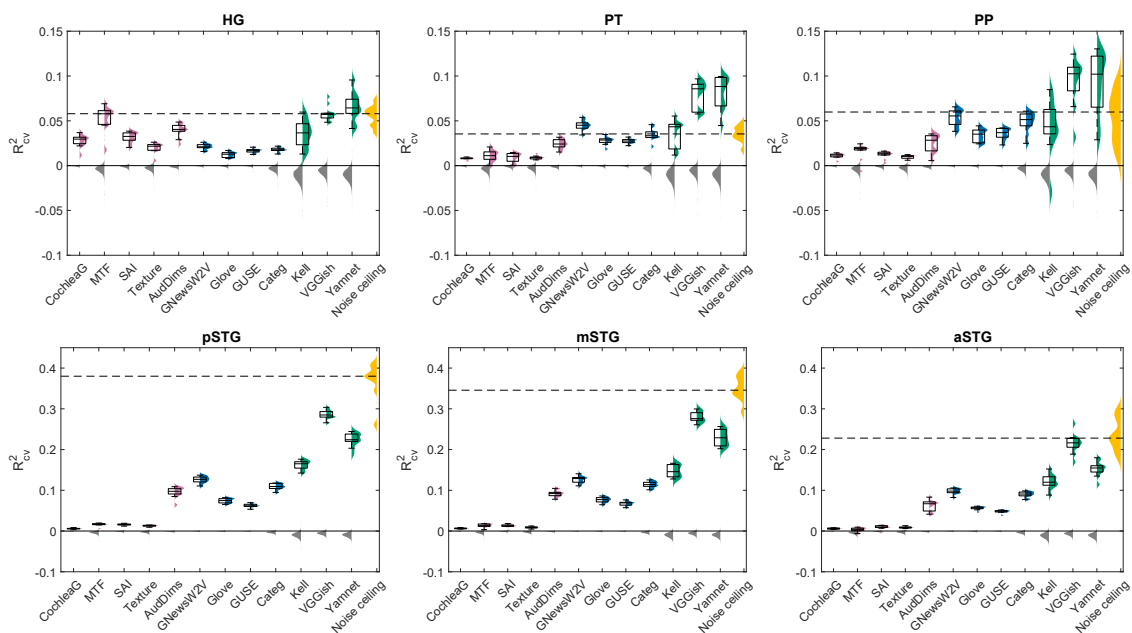 HG
0.15
0.1
0.05
0
-0.05
-0.1
R²cv
CochleaG
MTF
SAI
Texture
AudDims
GNewsW2V
Glove
GUSE
Categ
Kell
VGGish
Yamnet
Noise ceiling
PT
0.15
0.1
0.05
0
-0.05
-0.1
R²cv
CochleaG
MTF
SAI
Texture
AudDims
GNewsW2V
Glove
GUSE
Categ
Kell
VGGish
Yamnet
Noise ceiling
PP
0.15
0.1
0.05
0
-0.05
-0.1
R²cv
CochleaG
MTF
SAI
Texture
AudDims
GNewsW2V
Glove
GUSE
Categ
Kell
VGGish
Yamnet
Noise ceiling
pSTG
0.4
0.3
0.2
0.1
0
-0.1
R²cv
CochleaG
MTF
SAI
Texture
AudDims
GNewsW2V
Glove
GUSE
Categ
Kell
VGGish
Yamnet
Noise ceiling
mSTG
0.4
0.3
0.2
0.1
0
-0.1
R²cv
CochleaG
MTF
SAI
Texture
AudDims
GNewsW2V
Glove
GUSE
Categ
Kell
VGGish
Yamnet
Noise ceiling
aSTG
0.4
0.3
0.2
0.1
0
-0.1
R²cv
CochleaG
MTF
SAI
Texture
AudDims
GNewsW2V
Glove
GUSE
Categ
Kell
VGGish
Yamnet
Noise ceiling